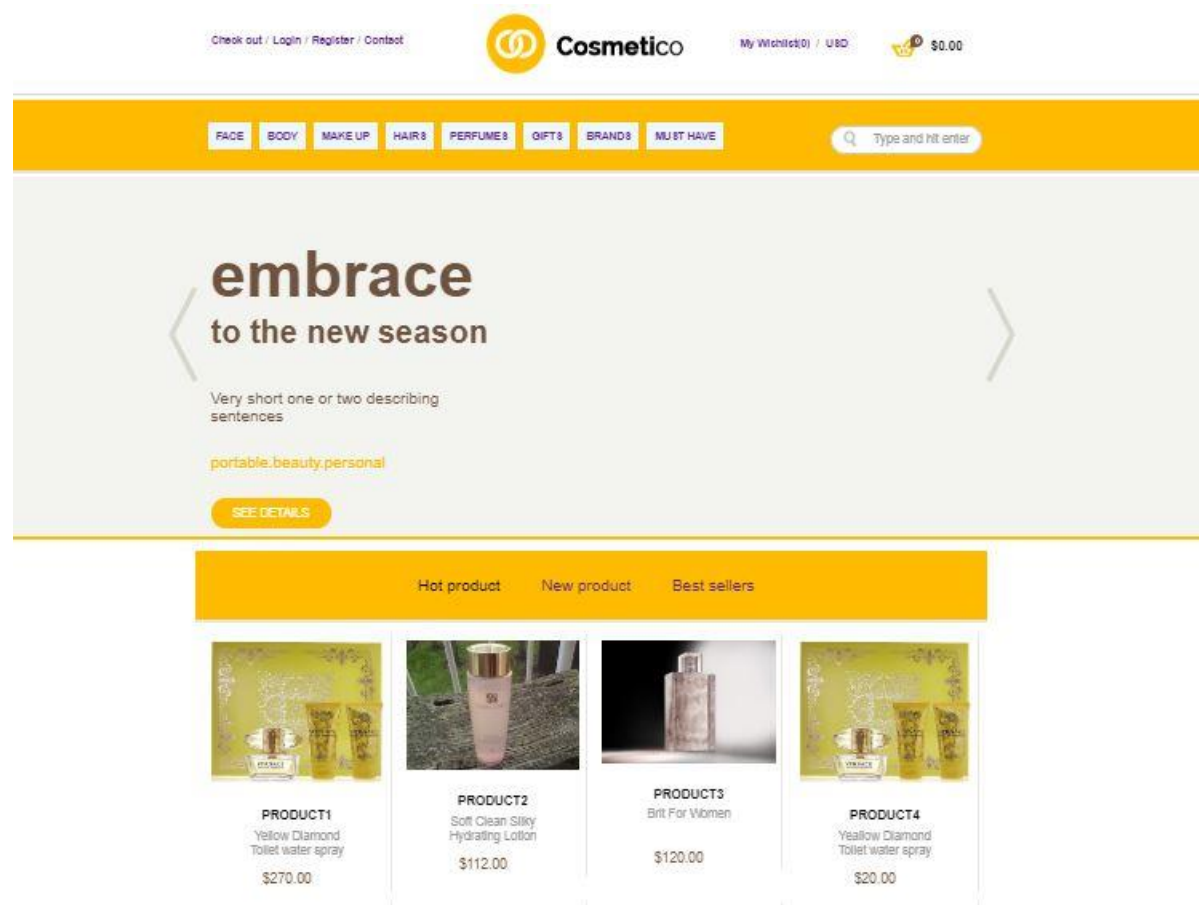 Check out / Login / Register / Contact
Cosmetico
My Wishlist(0) / USD
0
$0.00
FACE BODY MAKE UP HAIRS PERFUMES GIFTS BRANDS MUST HAVE
Type and hit enter
embrace
to the new season
Very short one or two describing
sentences
portable.beauty.personal
SEE DETAILS
Hot product New product Best sellers
PRODUCT1
Yellow Diamond
Toilet water spray
$270.00
PRODUCT2
Soft Clean Silky
Hydrating Lotion
$112.00
PRODUCT3
Brit For Women
$120.00
PRODUCT4
Yeallow Diamond
Toilet water spray
$20.00